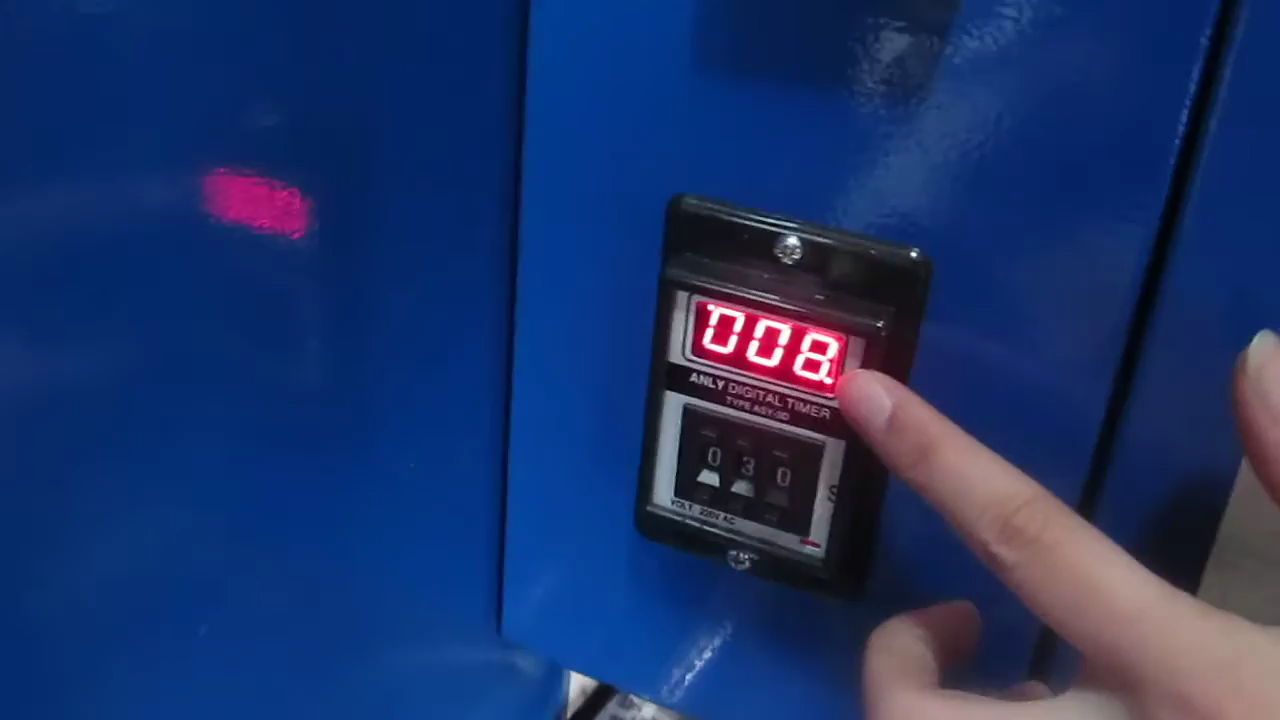 008.
ANLY DIGITAL TIMER
TYPE ASY-3D
0 3 0
S
VOLT. 220V AC